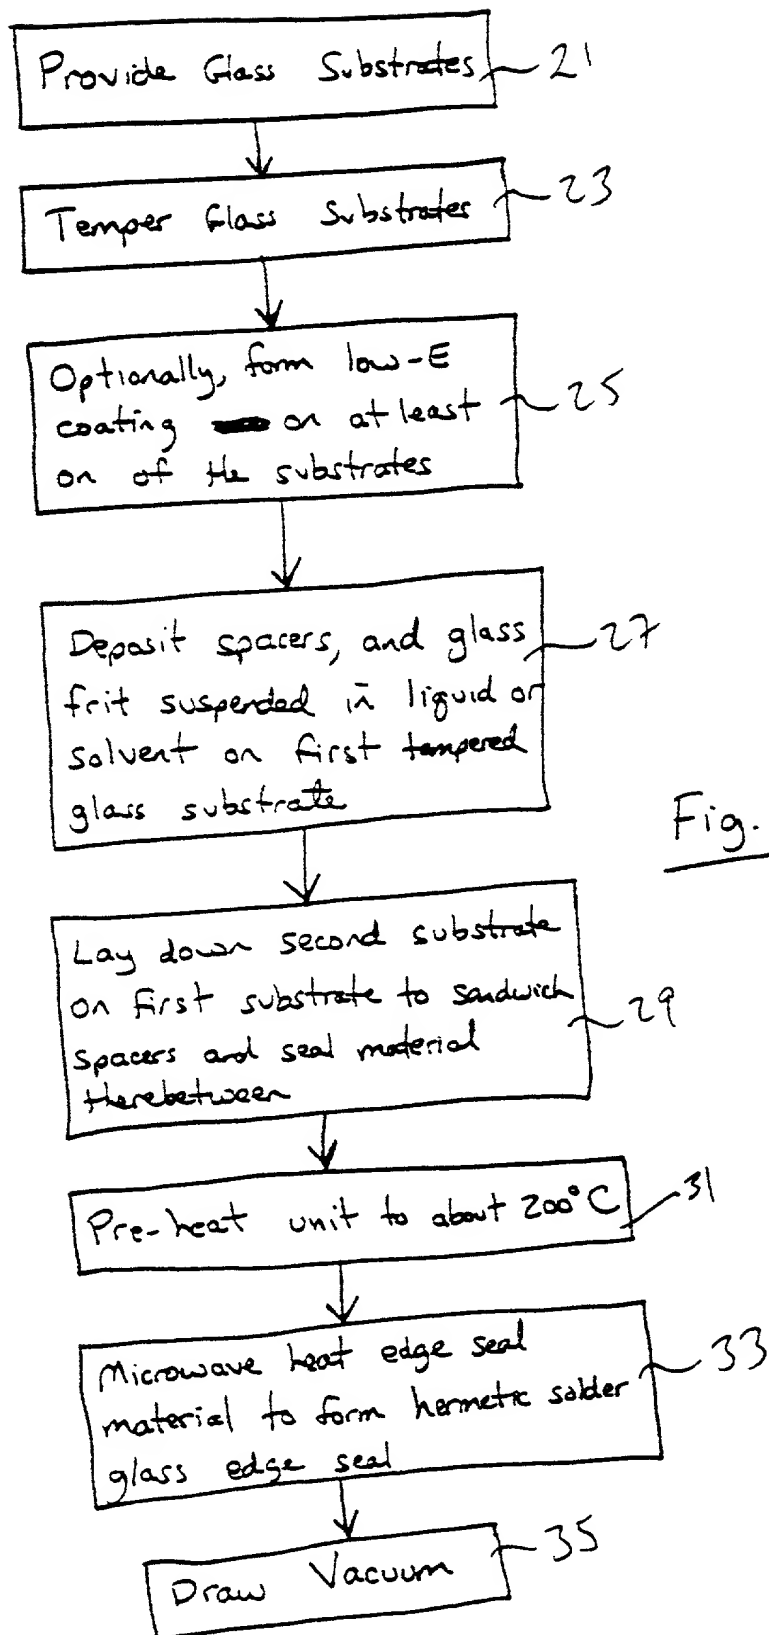 Provide Glass Substrates 21
Temper Glass Substrates 23
Optionally, form low-E
coating on at least 25
on of the substrates
Deposit spacers, and glass 27
frit suspended in liquid or
solvent on first tempered
glass substrate
Fig.
Lay down second substrate
on first substrate to sandwich
spacers and seal material 29
therebetween
Pre-heat unit to about 200°C 31
Microwave heat edge seal 33
material to form hermetic solder
glass edge seal
Draw Vacuum 35